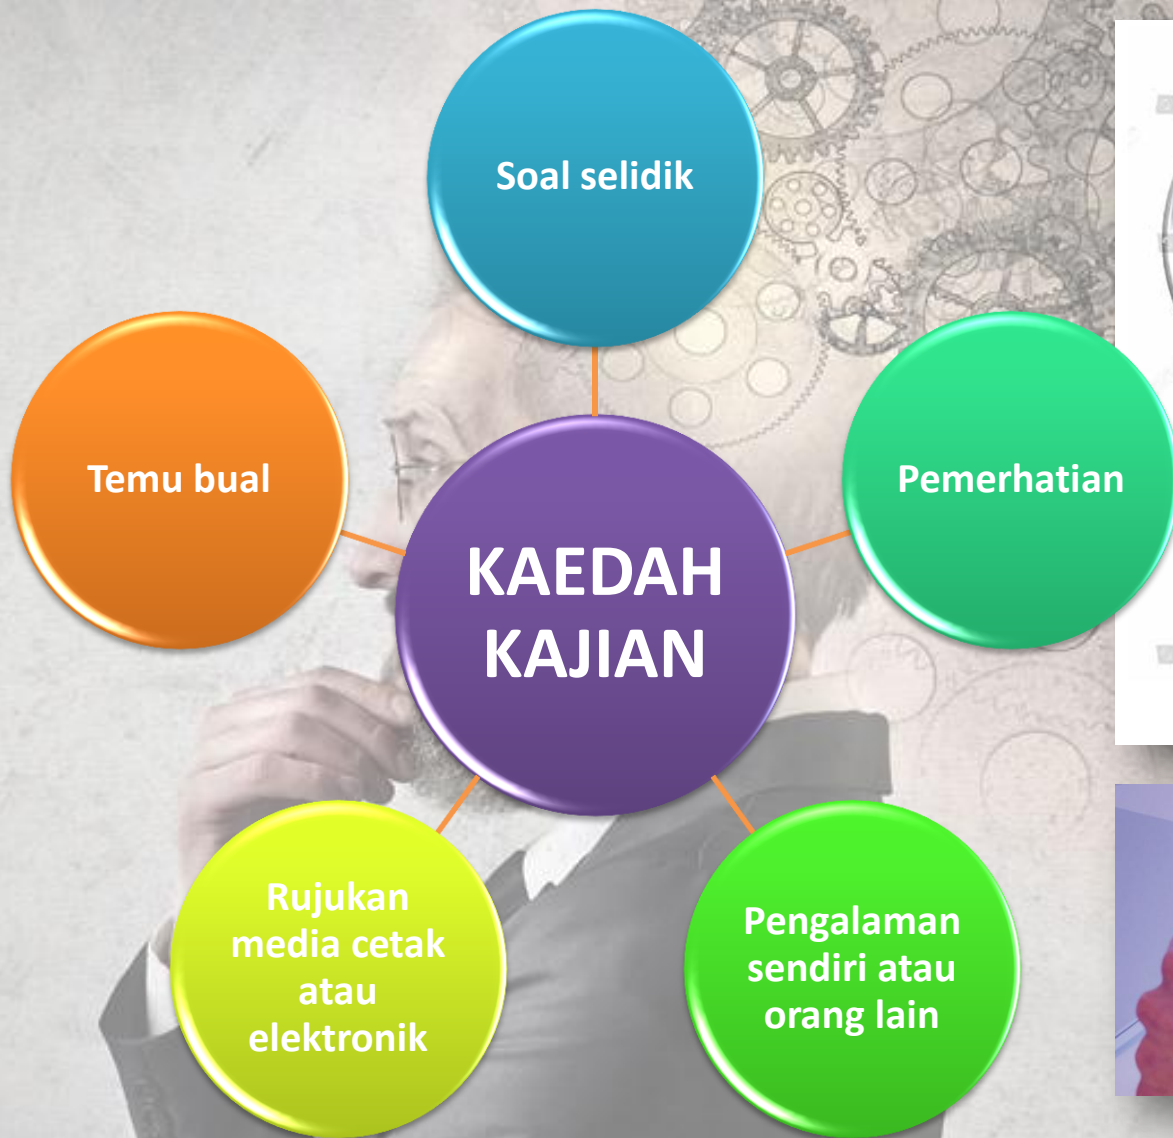 Soal selidik
Temu bual
Pemerhatian
KAEDAH
KAJIAN
Rujukan
media cetak
atau
elektronik
Pengalaman
sendiri atau
orang lain